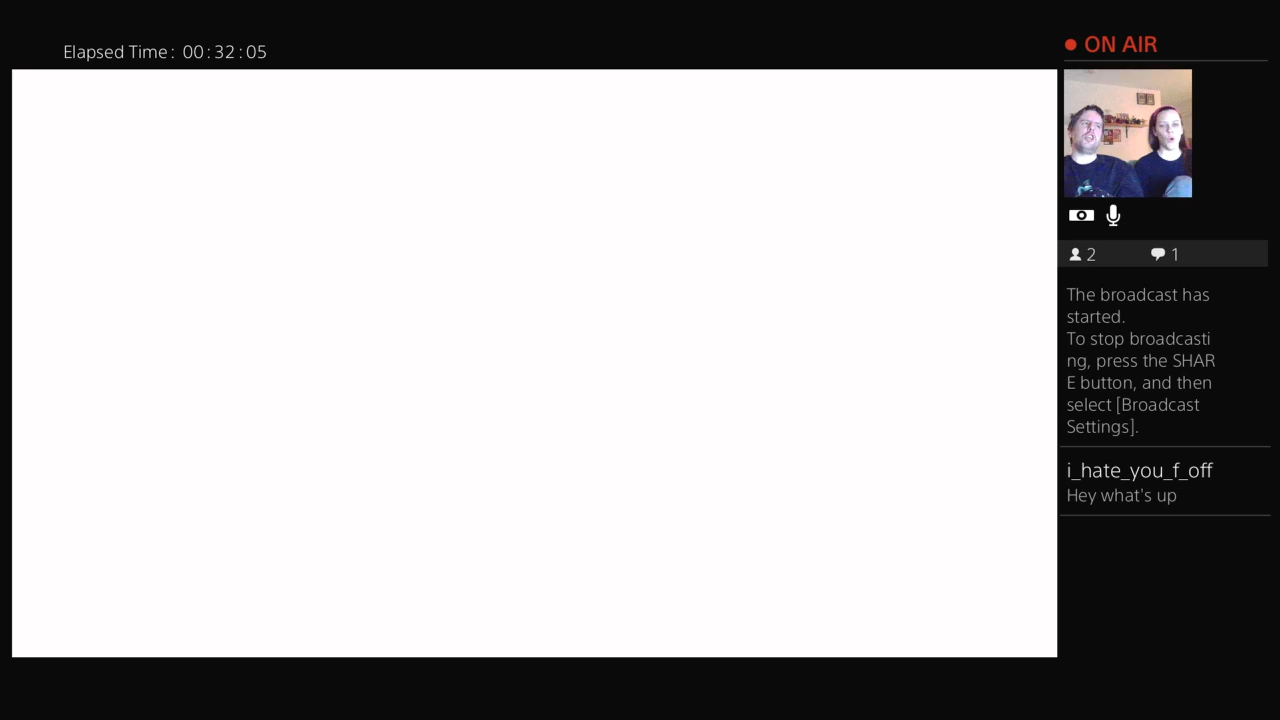 Elapsed Time: 00:32:05
ON AIR
2 1
The broadcast has
started.
To stop broadcasti
ng, press the SHAR
E button, and then
select [Broadcast
Settings].
i_hate_you_f_off
Hey what's up